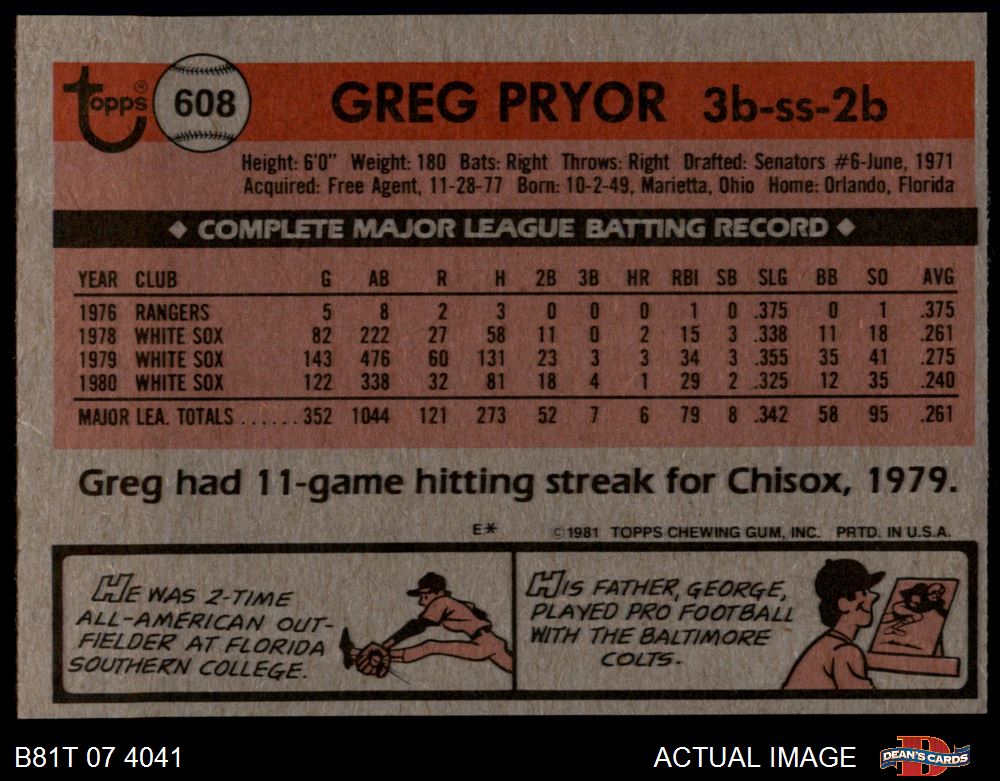 Topps® 608 GREG PRYOR 3b-ss-2b
Height: 6'0" Weight: 180 Bats: Right Throws: Right Drafted: Senators #6-June, 1971
Acquired: Free Agent, 11-28-77 Born: 10-2-49, Marietta, Ohio Home: Orlando, Florida
◆ COMPLETE MAJOR LEAGUE BATTING RECORD ◆
YEAR CLUB G AB R H 2B 3B HR RBI SB SLG BB SO AVG
1976 RANGERS 5 8 2 3 0 0 0 1 0 .375 0 1 .375
1978 WHITE SOX 82 222 27 58 11 0 2 15 3 .338 11 18 .261
1979 WHITE SOX 143 476 60 131 23 3 3 34 3 .355 35 41 .275
1980 WHITE SOX 122 338 32 81 18 4 1 29 2 .325 12 35 .240
MAJOR LEA. TOTALS ...... 352 1044 121 273 52 7 6 79 8 .342 58 95 .261
Greg had 11-game hitting streak for Chisox, 1979.
E* ©1981 TOPPS CHEWING GUM, INC. PRTD. IN U.S.A.
HE WAS 2-TIME
ALL-AMERICAN OUT-
FIELDER AT FLORIDA
SOUTHERN COLLEGE.
HIS FATHER, GEORGE,
PLAYED PRO FOOTBALL
WITH THE BALTIMORE
COLTS.
B81T 07 4041 ACTUAL IMAGE DEAN'S CARDS